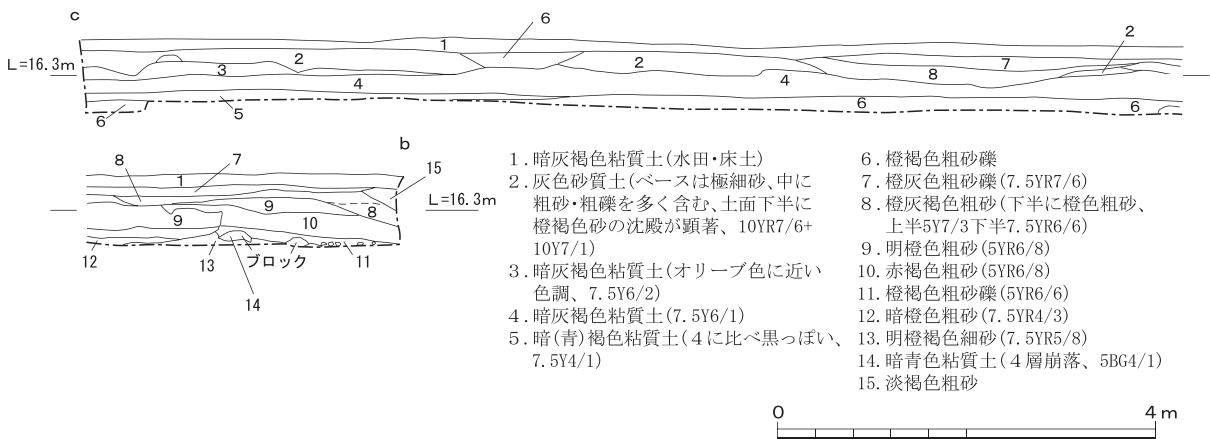 c
6
2
1
L=16.3m
2
3
2
7
4
8
4
6
5
6
6
b
8
7
15
1
L=16.3m
9
9
8
10
12
13
ブロック
11
14
1.暗灰褐色粘質土(水田・床土)
2.灰色砂質土(ベースは極細砂、中に
粗砂・粗礫を多く含む、土面下半に
橙褐色砂の沈殿が顕著、10YR7/6+
10Y7/1)
3.暗灰褐色粘質土(オリーブ色に近い
色調、7.5Y6/2)
4.暗灰褐色粘質土(7.5Y6/1)
5.暗(青)褐色粘質土(4に比べ黒っぽい、
7.5Y4/1)
6.橙褐色粗砂礫
7.橙灰色粗砂礫(7.5YR7/6)
8.橙灰褐色粗砂(下半に橙色粗砂、
上半5Y7/3下半7.5YR6/6)
9.明橙色粗砂(5YR6/8)
10.赤褐色粗砂(5YR6/8)
11.橙褐色粗砂礫(5YR6/6)
12.暗橙色粗砂(7.5YR4/3)
13.明橙褐色細砂(7.5YR5/8)
14.暗青色粘質土(4層崩落、5BG4/1)
15.淡褐色粗砂
0 4m